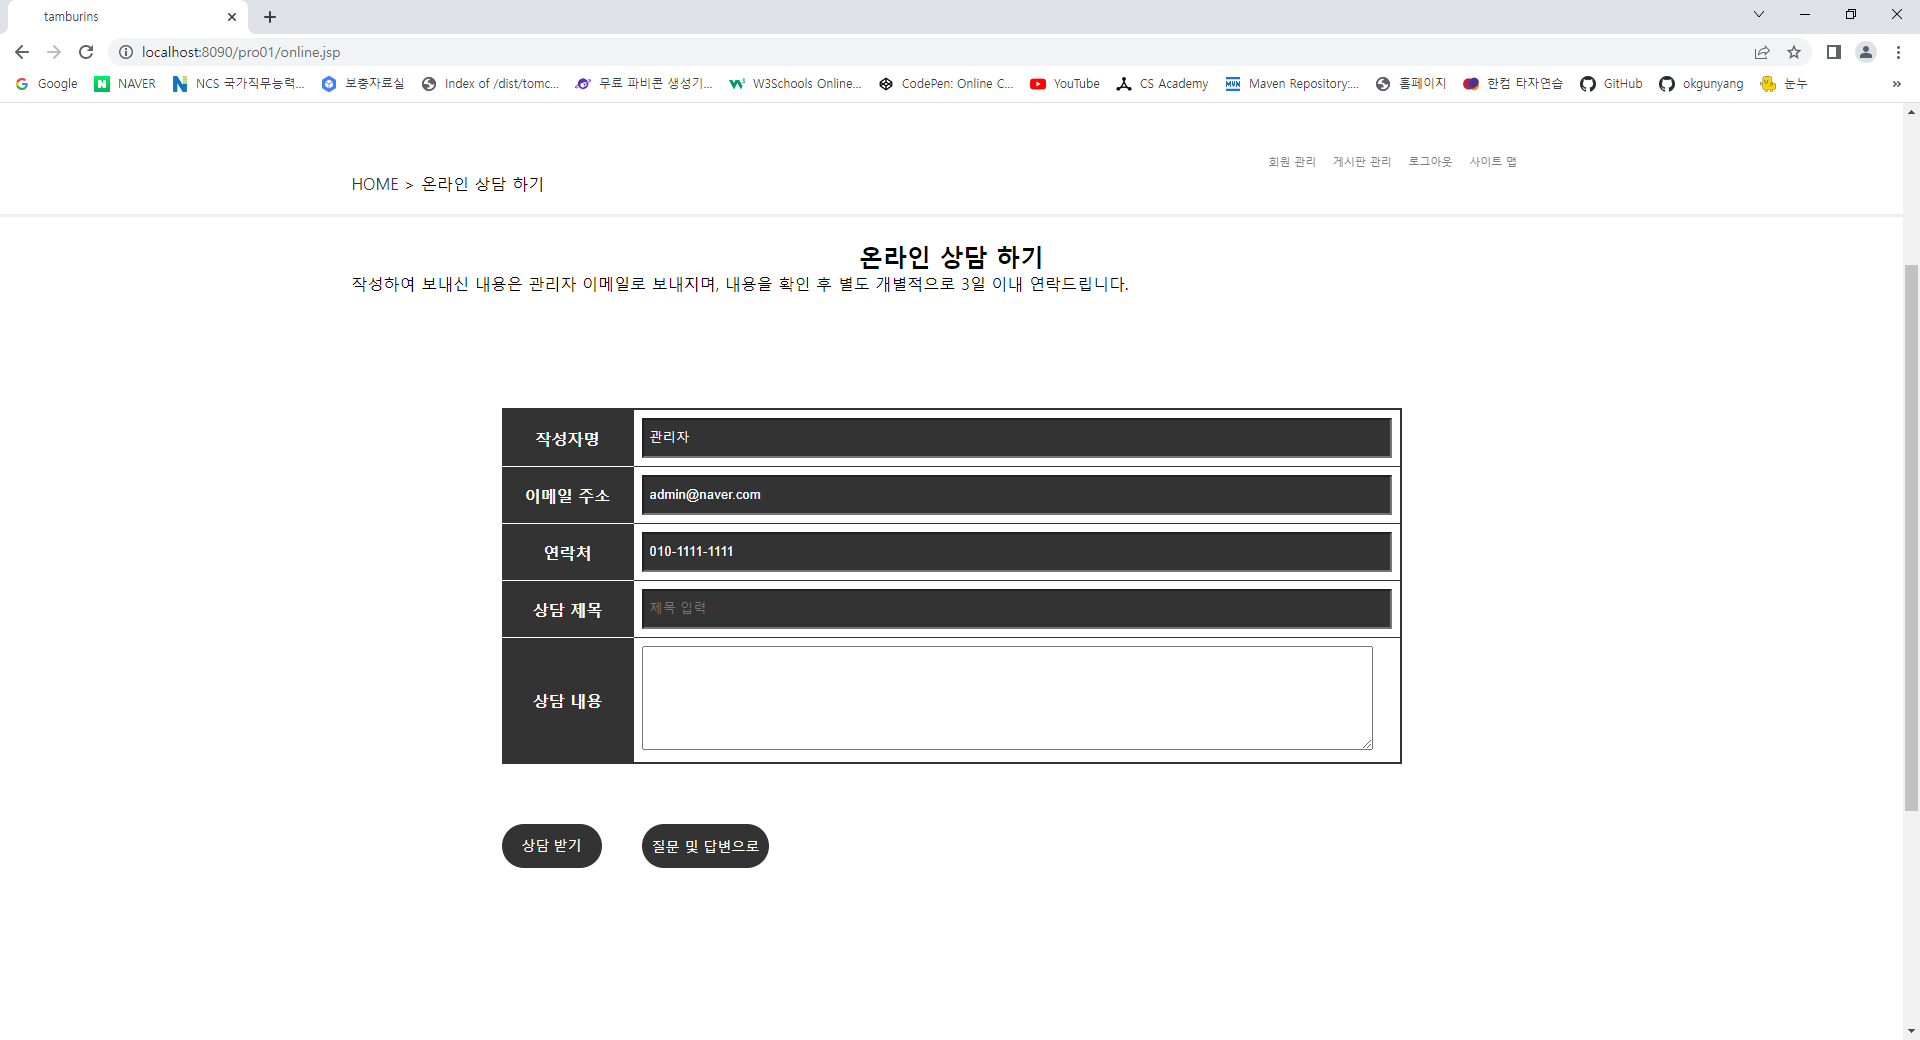 tamburins
localhost:8090/pro01/online.jsp
Google NAVER NCS 국가직무능력... 보충자료실 Index of /dist/tomc... 무료 파비콘 생성기... W3Schools Online... CodePen: Online C... YouTube CS Academy Maven Repository:... 홈페이지 한컴 타자연습 GitHub okgunyang 눈누 »
회원 관리 게시판 관리 로그아웃 사이트 맵
HOME > 온라인 상담 하기
온라인 상담 하기
작성하여 보내신 내용은 관리자 이메일로 보내지며, 내용을 확인 후 별도 개별적으로 3일 이내 연락드립니다.
작성자명 관리자
이메일 주소 admin@naver.com
연락처 010-1111-1111
상담 제목 제목 입력
상담 내용
상담 받기 질문 및 답변으로